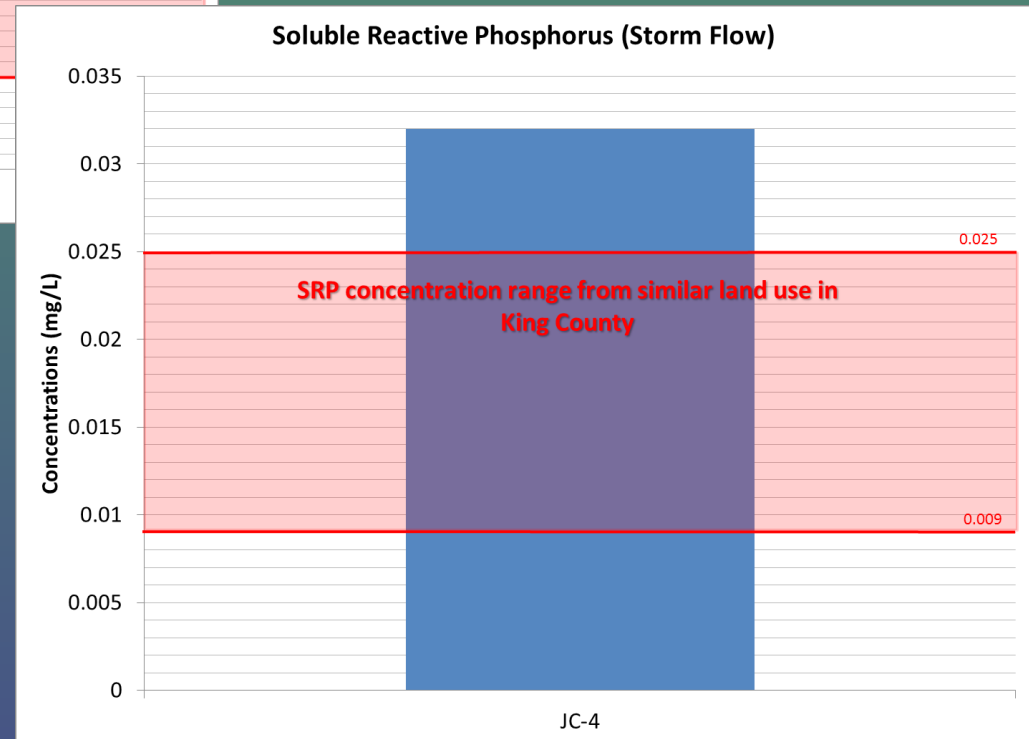 Soluble Reactive Phosphorus (Storm Flow)
0.035
0.03
0.025
0.02
0.015
0.01
0.005
0
Concentrations (mg/L)
0.025
SRP concentration range from similar land use in
King County
0.009
JC-4